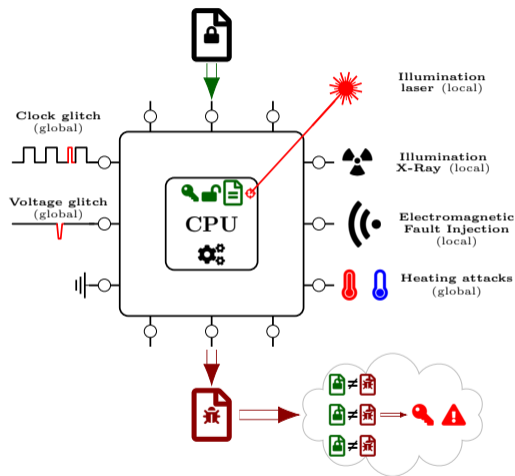 Clock glitch
(global)
Voltage glitch
(global)
CPU
Illumination
laser (local)
Illumination
X-Ray (local)
Electromagnetic
Fault Injection
(local)
Heating attacks
(global)
≠
≠
≠